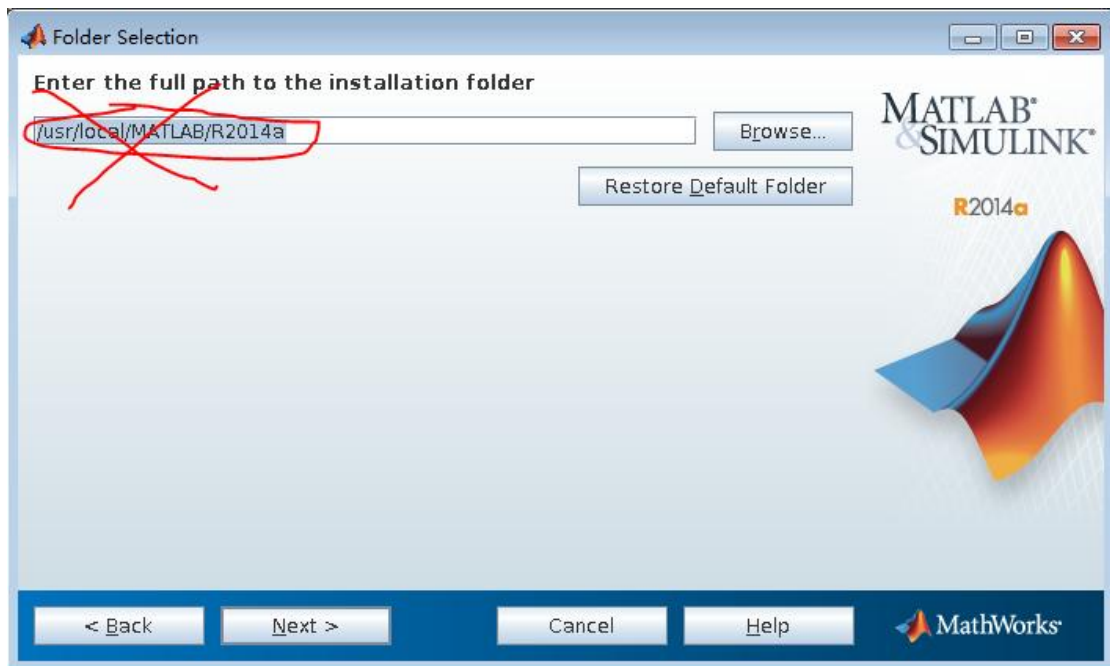 Folder Selection
Enter the full path to the installation folder
/usr/local/MATLAB/R2014a
Browse...
Restore Default Folder
MATLAB®
&SIMULINK®
R2014a
< Back
Next >
Cancel
Help
MathWorks®